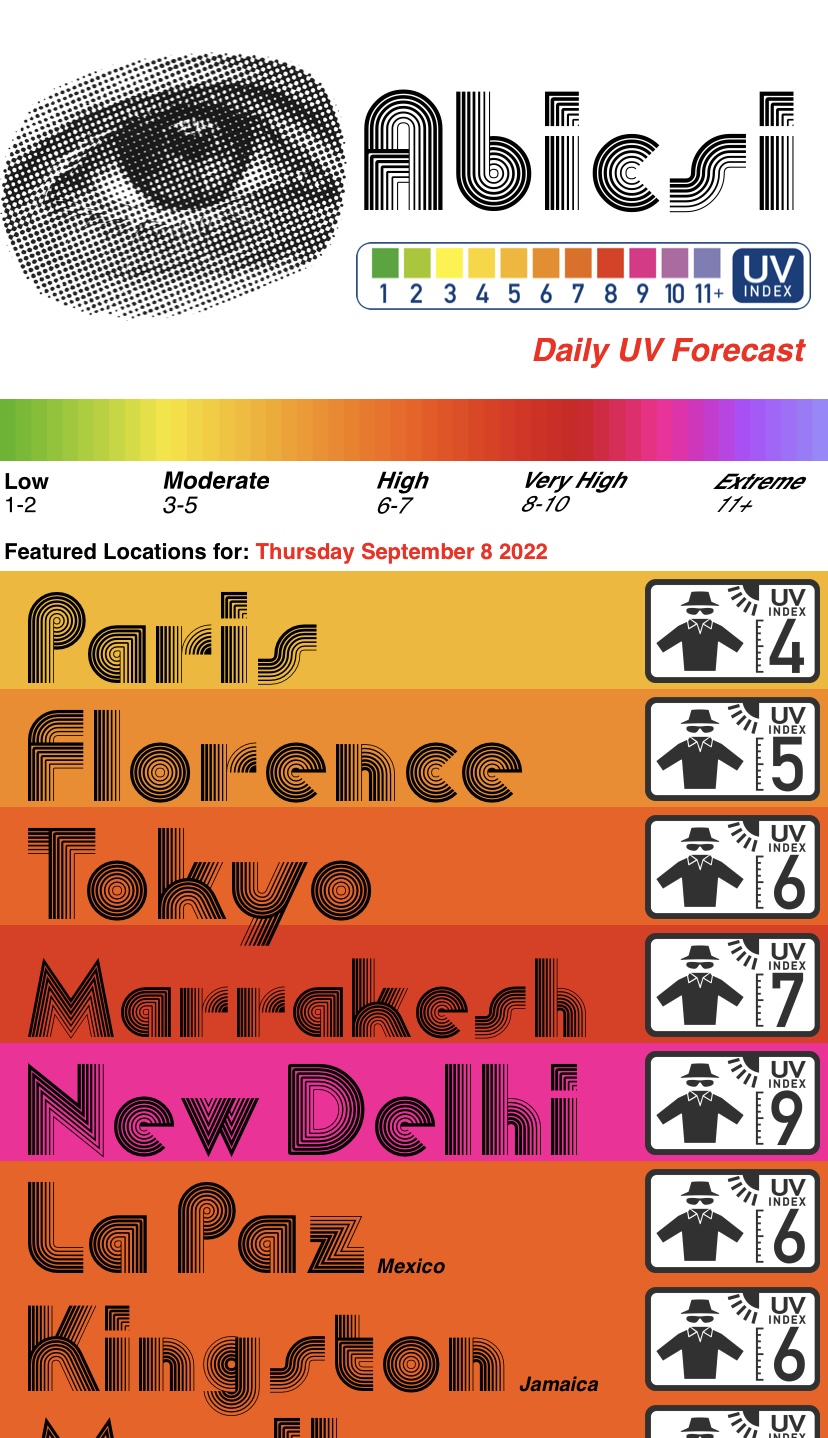 Abicsi
1 2 3 4 5 6 7 8 9 10 11+ UV INDEX
Daily UV Forecast
Low Moderate High Very High Extreme
1-2 3-5 6-7 8-10 11+
Featured Locations for: Thursday September 8 2022
Paris UV INDEX 4
Florence UV INDEX 5
Tokyo UV INDEX 6
Marrakesh UV INDEX 7
New Delhi UV INDEX 9
La Paz Mexico UV INDEX 6
Kingston Jamaica UV INDEX 6
UV